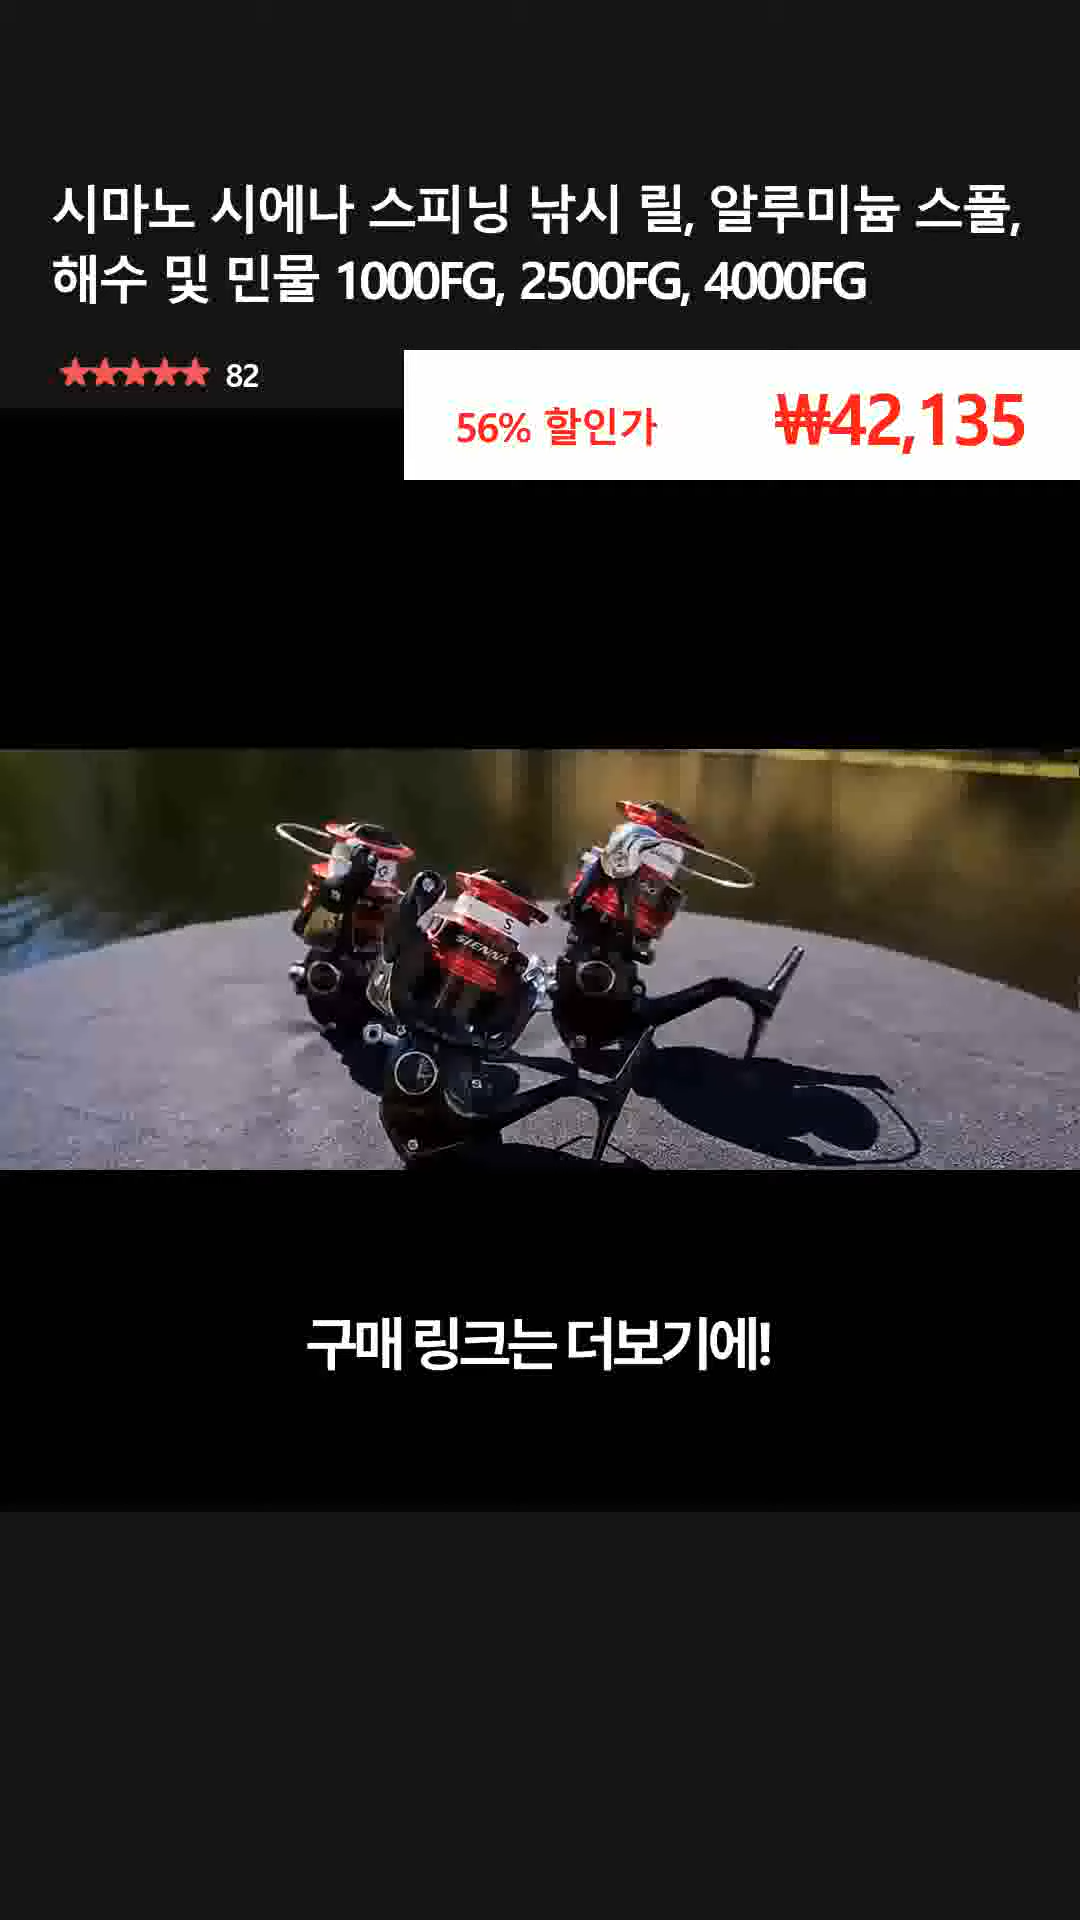 시마노 시에나 스피닝 낚시 릴, 알루미늄 스풀,
해수 및 민물 1000FG, 2500FG, 4000FG
★★★★★ 82
56% 할인가 ₩42,135
S
SIENNA
구매 링크는 더보기에!